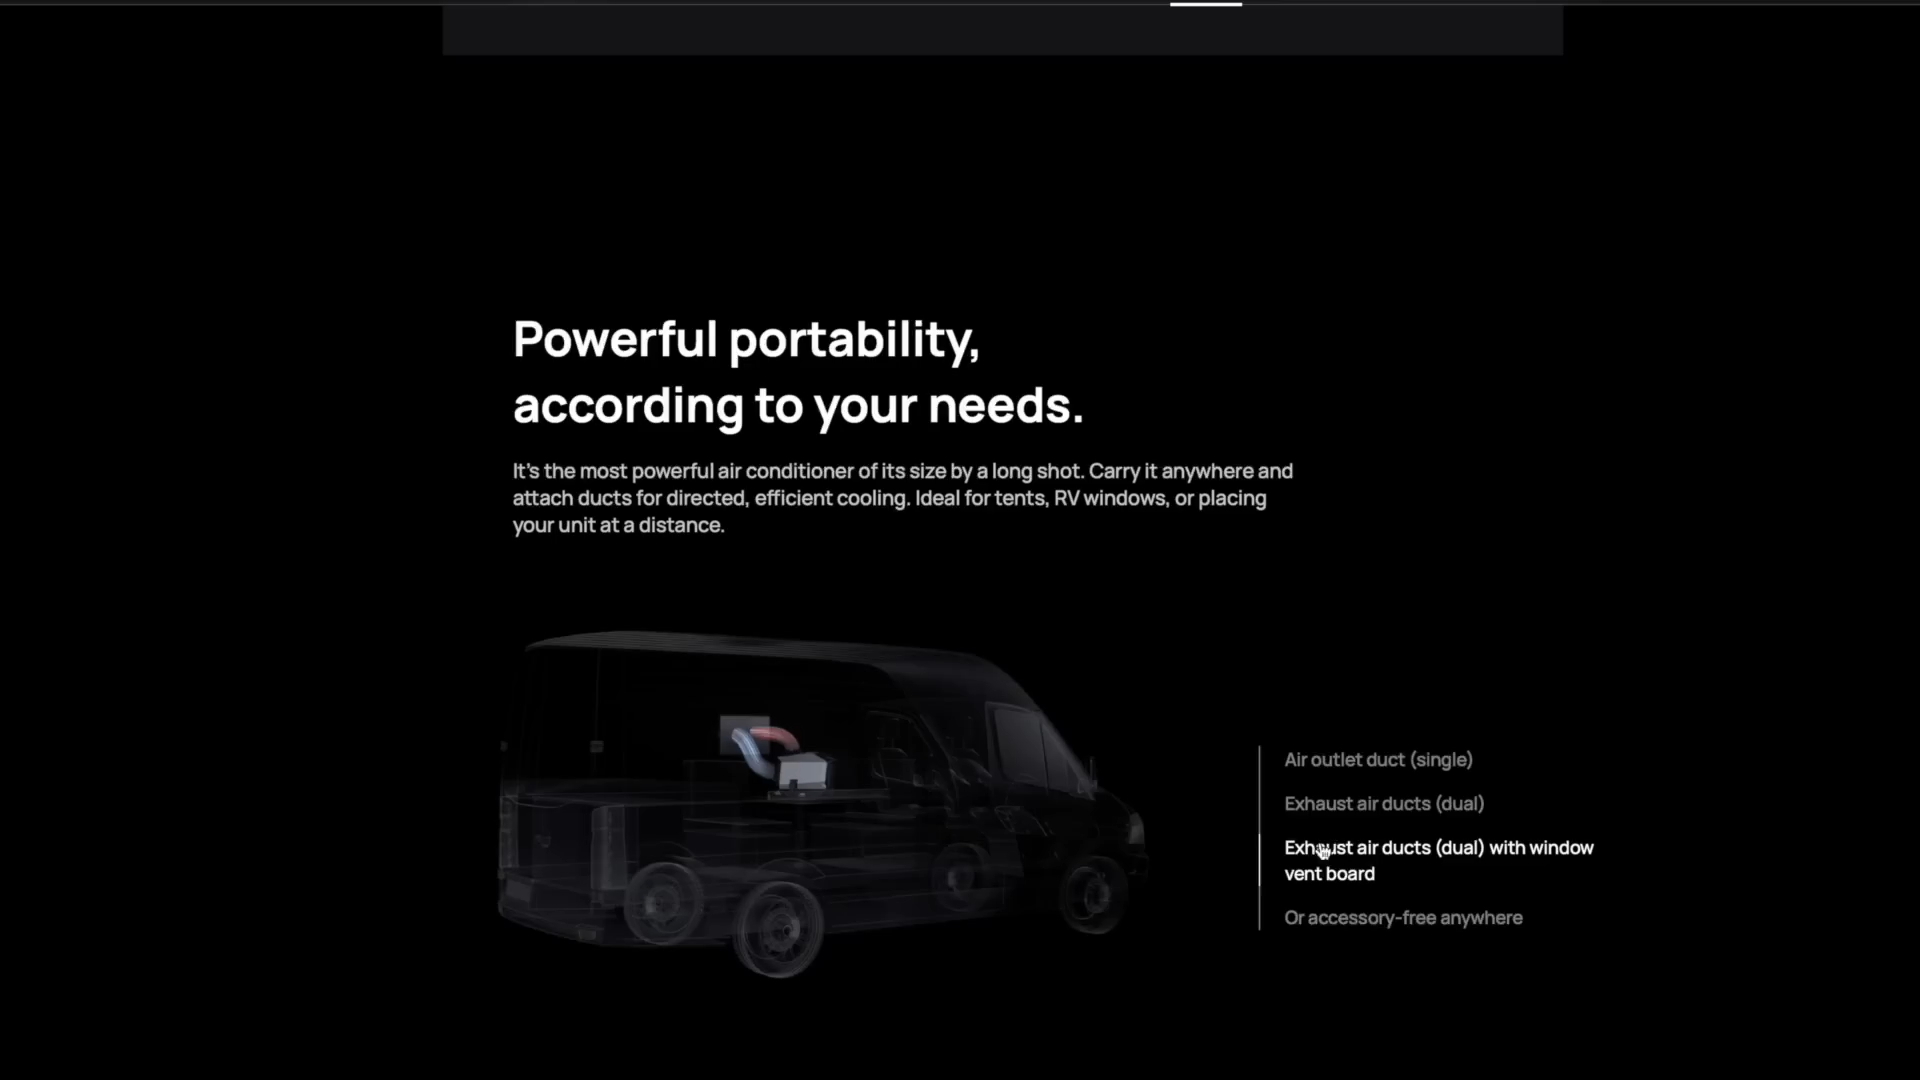 Powerful portability,
according to your needs.
It's the most powerful air conditioner of its size by a long shot. Carry it anywhere and
attach ducts for directed, efficient cooling. Ideal for tents, RV windows, or placing
your unit at a distance.
Air outlet duct (single)
Exhaust air ducts (dual)
Exhaust air ducts (dual) with window
vent board
Or accessory-free anywhere